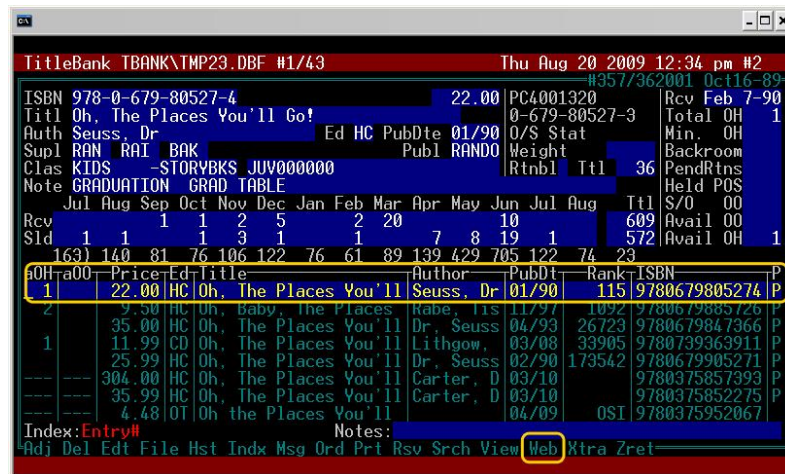 TitleBank TBANK\TMP23.DBF #1/43 Thu Aug 20 2009 12:34 pm #2
#357/362001 Oct16-89
ISBN 978-0-679-80527-4 22.00 PC4001320 Rcv Feb 7-90
Titl Oh, The Places You'll Go! 0-679-80527-3 Total OH 1
Auth Seuss, Dr Ed HC PubDte 01/90 O/S Stat Min. OH
Supl RAN RAI BAK Publ RANDO Weight Backroom
Clas KIDS -STORYBKS JUV000000 Rtnbl Ttl 36 PendRtns
Note GRADUATION GRAD TABLE Held POS
Jul Aug Sep Oct Nov Dec Jan Feb Mar Apr May Jun Jul Aug Ttl S/O OO
Rcv 1 1 2 5 2 20 10 609 Avail OO
Sld 1 1 1 3 1 1 7 8 19 1 572 Avail OH 1
163) 140 81 76 106 122 76 61 89 139 429 705 122 74 23
aOH aOO Price Ed Title Author PubDt Rank ISBN P
1 22.00 HC Oh, The Places You'll Seuss, Dr 01/90 115 9780679805274 P
2 9.50 HC Oh, Baby, The Places Rabe, Tis 11/97 1092 9780679885726 P
35.00 HC Oh, The Places You'll Dr, Seuss 04/93 26723 9780679847366 P
1 11.99 CD Oh, The Places You'll Lithgow, 03/08 33905 9780739363911 P
25.99 HC Oh, The Places You'll Dr, Seuss 02/90 173542 9780679905271 P
--- --- 304.00 HC Oh, The Places You'll Carter, D 03/10 9780375857393 P
--- --- 35.99 HC Oh, The Places You'll Carter, D 03/10 9780375852275 P
--- --- 4.48 OT Oh the Places You'll 04/09 OSI 9780375952067
Index:Entry# Notes:
Adj Del Edt File Hst Indx Msg Ord Prt Rsv Srch View Web Xtra Zret